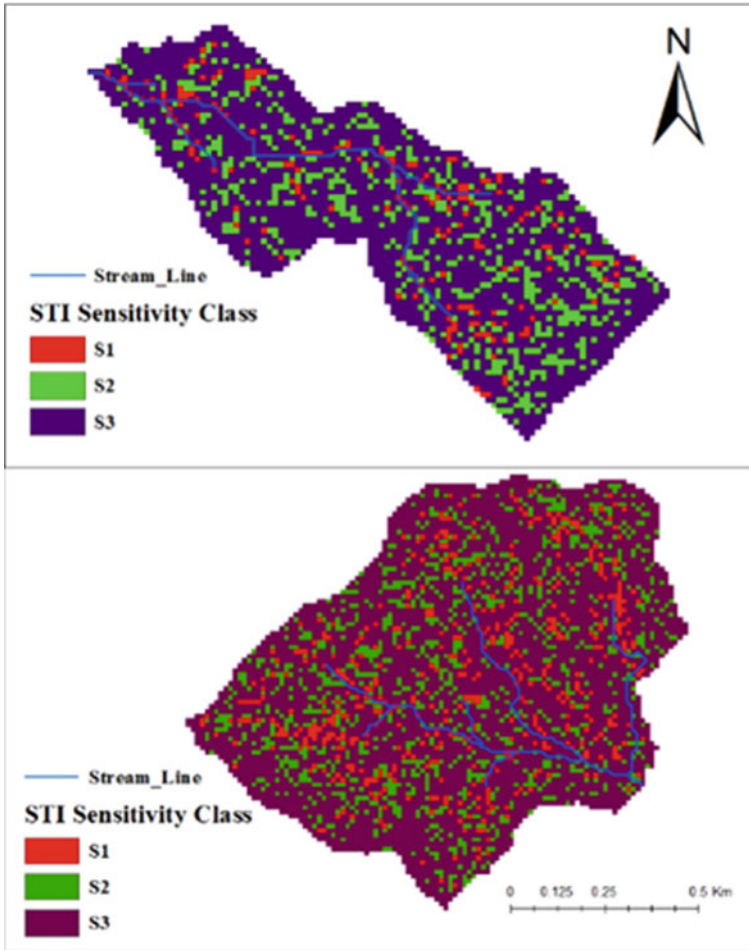 N
Stream_Line
STI Sensitivity Class
S1
S2
S3
Stream_Line
STI Sensitivity Class
S1
S2
S3
0 0.125 0.25 0.5 Km